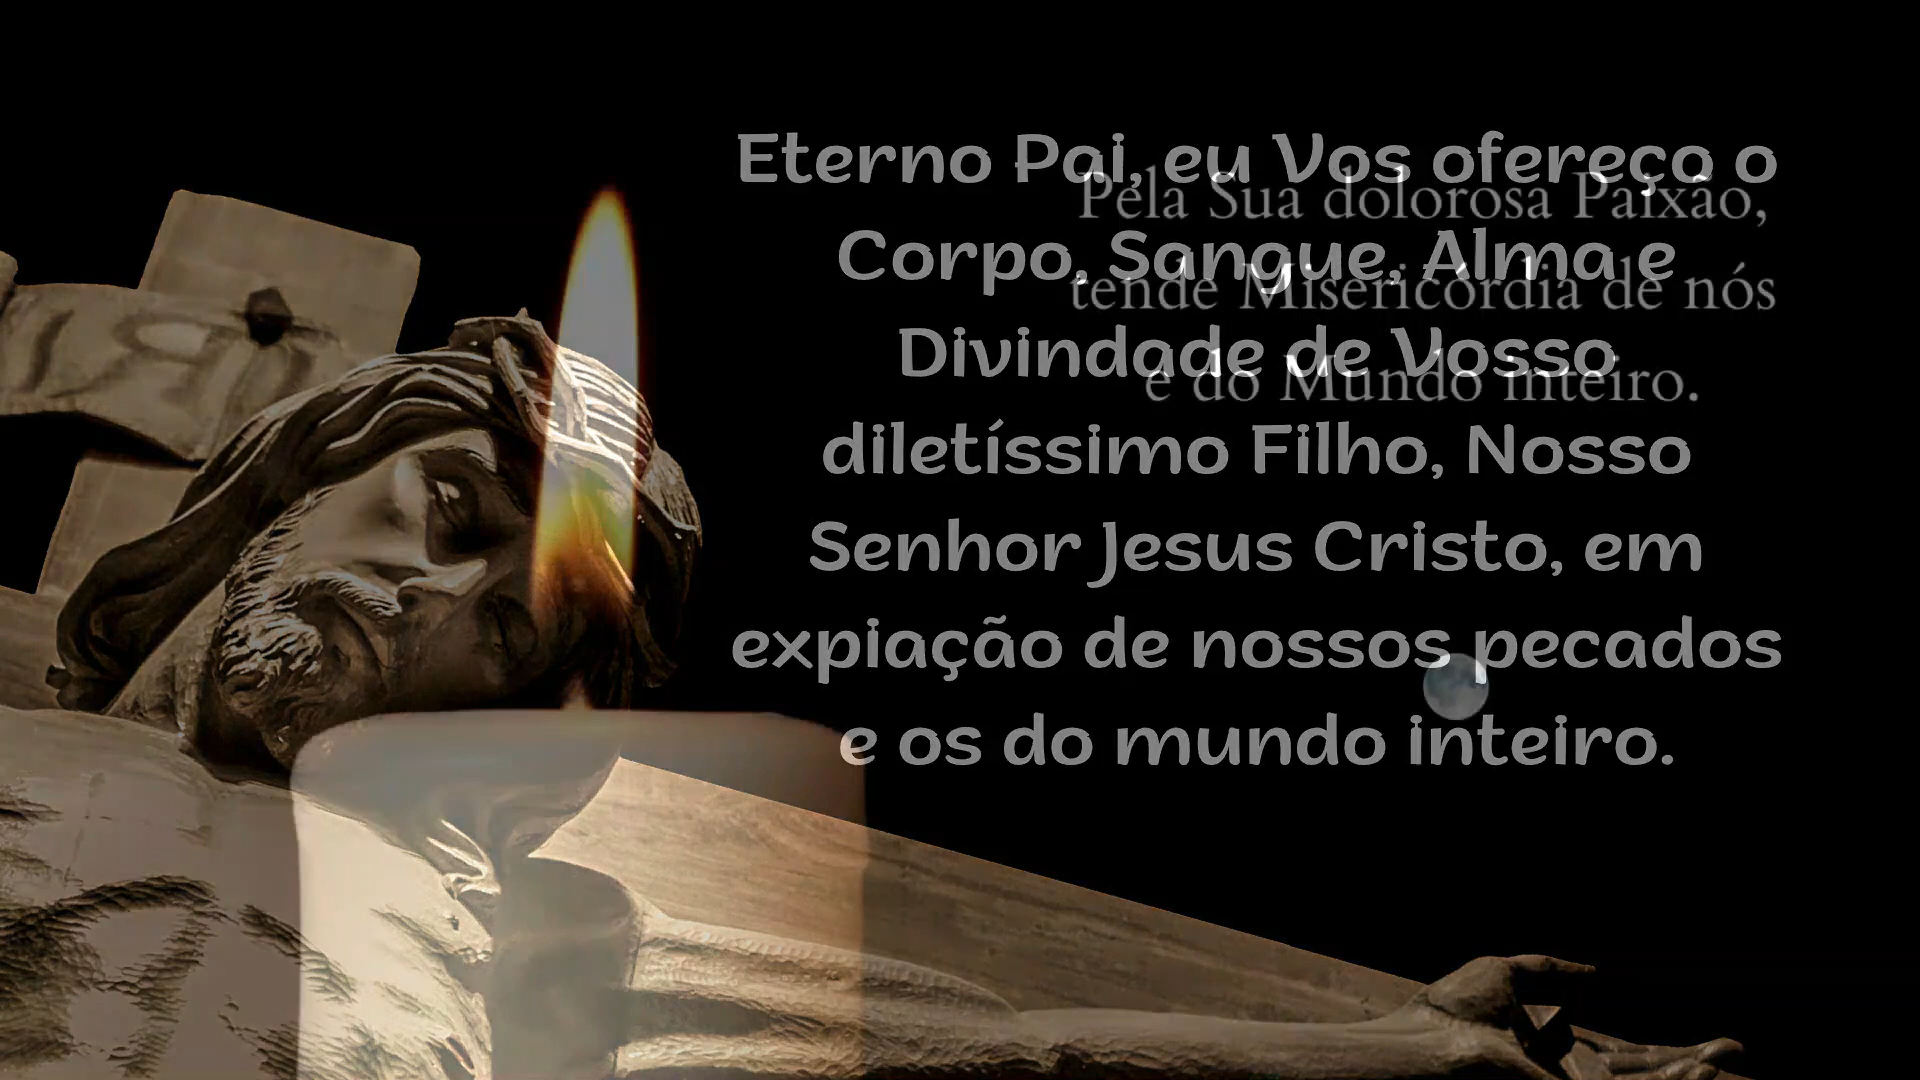 Eterno Pai, eu Vos ofereço o
Corpo, Sangue, Alma e
Divindade de Vosso
diletíssimo Filho, Nosso
Senhor Jesus Cristo, em
expiação de nossos pecados
e os do mundo inteiro.
Pela Sua dolorosa Paixão,
tende Misericórdia de nós
e do Mundo inteiro.